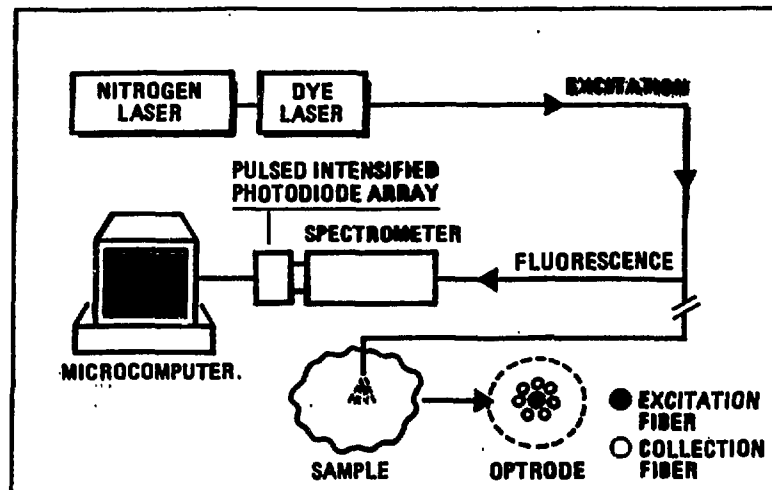 NITROGEN
LASER
DYE
LASER
EXCITATION
PULSED INTENSIFIED
PHOTODIODE ARRAY
SPECTROMETER
FLUORESCENCE
MICROCOMPUTER.
SAMPLE
OPTRODE
EXCITATION
FIBER
COLLECTION
FIBER